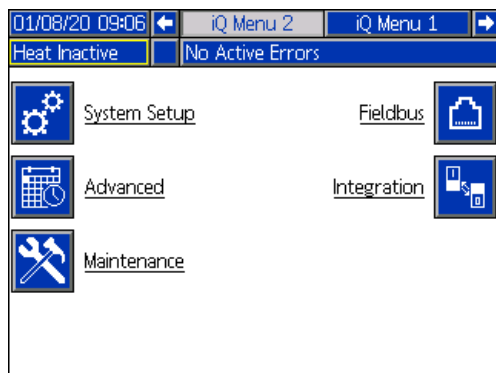 01/08/20 09:06 iQ Menu 2 iQ Menu 1
Heat Inactive No Active Errors
System Setup Fieldbus
Advanced Integration
Maintenance